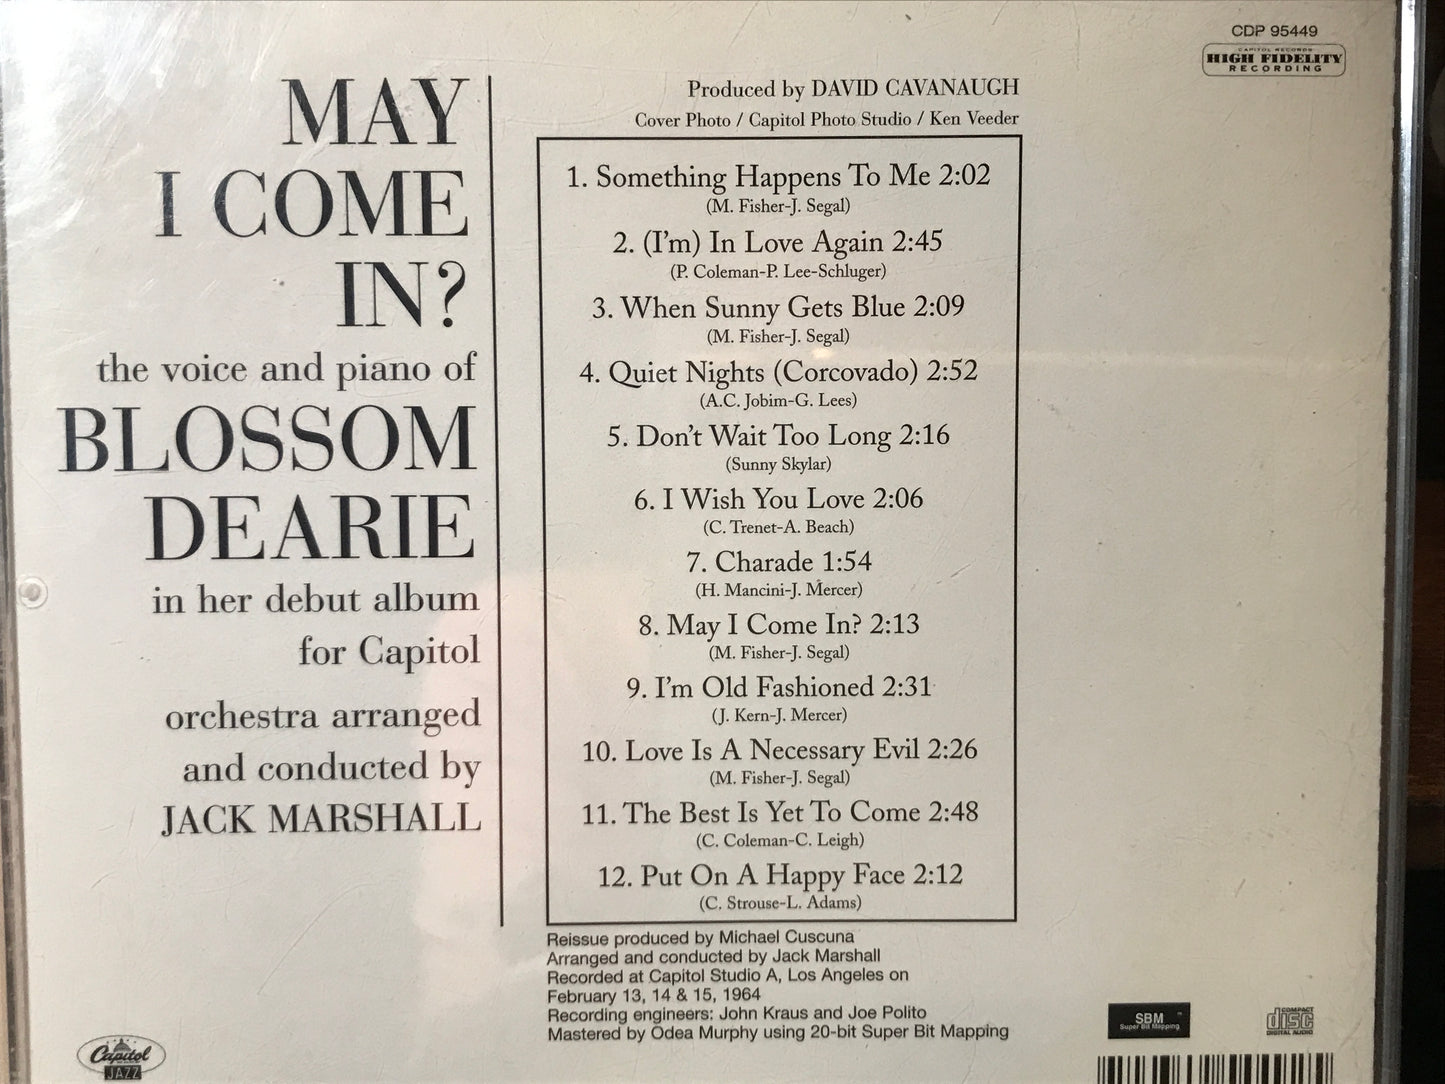 MAY
I COME
IN?
the voice and piano of
BLOSSOM
DEARIE
in her debut album
for Capitol
orchestra arranged
and conducted by
JACK MARSHALL
Capitol
JAZZ
Produced by DAVID CAVANAUGH
Cover Photo / Capitol Photo Studio / Ken Veeder
1. Something Happens To Me 2:02
(M. Fisher-J. Segal)
2. (I'm) In Love Again 2:45
(P. Coleman-P. Lee-Schluger)
3. When Sunny Gets Blue 2:09
(M. Fisher-J. Segal)
4. Quiet Nights (Corcovado) 2:52
(A.C. Jobim-G. Lees)
5. Don't Wait Too Long 2:16
(Sunny Skylar)
6. I Wish You Love 2:06
(C. Trenet-A. Beach)
7. Charade 1:54
(H. Mancini-J. Mercer)
8. May I Come In? 2:13
(M. Fisher-J. Segal)
9. I'm Old Fashioned 2:31
(J. Kern-J. Mercer)
10. Love Is A Necessary Evil 2:26
(M. Fisher-J. Segal)
11. The Best Is Yet To Come 2:48
(C. Coleman-C. Leigh)
12. Put On A Happy Face 2:12
(C. Strouse-L. Adams)
Reissue produced by Michael Cuscuna
Arranged and conducted by Jack Marshall
Recorded at Capitol Studio A, Los Angeles on
February 13, 14 & 15, 1964
Recording engineers: John Kraus and Joe Polito
Mastered by Odea Murphy using 20-bit Super Bit Mapping
CDP 95449
CAPITOL RECORDS
HIGH FIDELITY
RECORDING
SBM™
Super Bit Mapping
COMPACT
disc
DIGITAL AUDIO